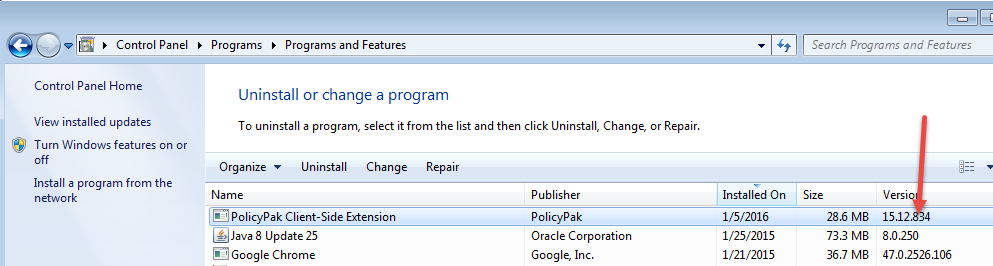 Control Panel Programs Programs and Features Search Programs and Features
Control Panel Home
View installed updates
Turn Windows features on or
off
Install a program from the
network
Uninstall or change a program
To uninstall a program, select it from the list and then click Uninstall, Change, or Repair.
Organize Uninstall Change Repair
Name Publisher Installed On Size Version
PolicyPak Client-Side Extension PolicyPak 1/5/2016 28.6 MB 15.12.834
Java 8 Update 25 Oracle Corporation 1/25/2015 73.3 MB 8.0.250
Google Chrome Google, Inc. 1/21/2015 36.7 MB 47.0.2526.106